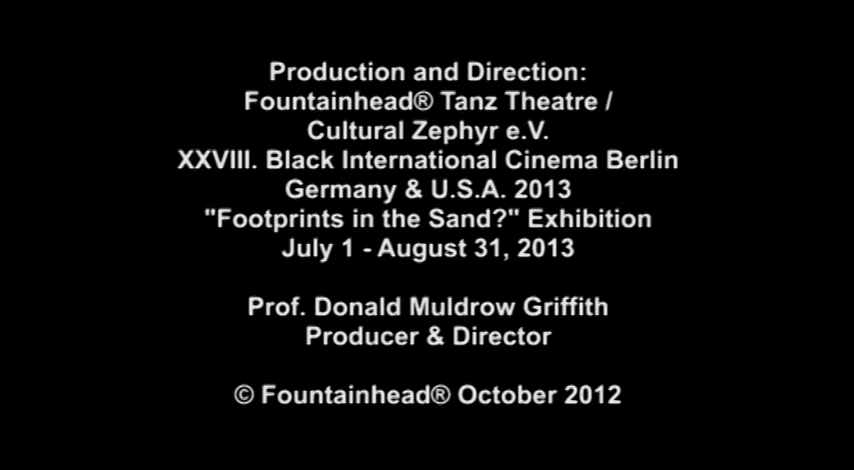 Production and Direction:
Fountainhead® Tanz Theatre /
Cultural Zephyr e.V.
XXVIII. Black International Cinema Berlin
Germany & U.S.A. 2013
"Footprints in the Sand?" Exhibition
July 1 - August 31, 2013
Prof. Donald Muldrow Griffith
Producer & Director
© Fountainhead® October 2012